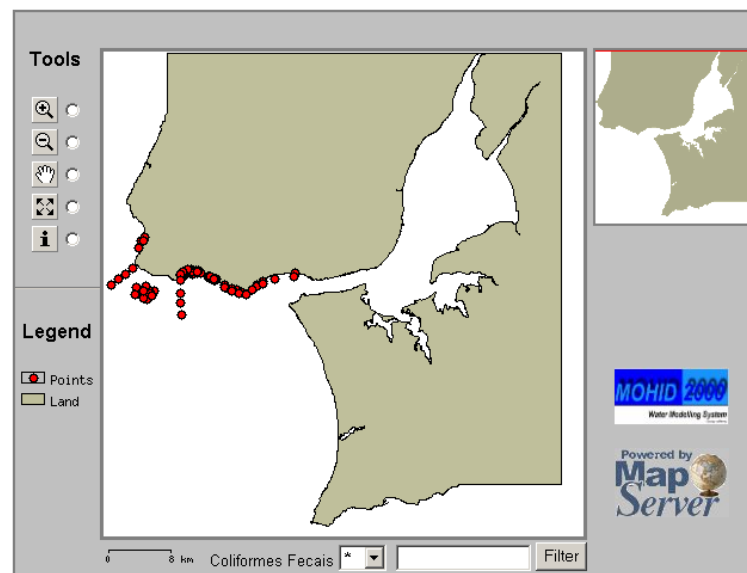 Tools
Legend
Points
Land
0 8 km
Coliformes Fecais * Filter
MOHID 2000
Water Modelling System
Powered by
Map
Server